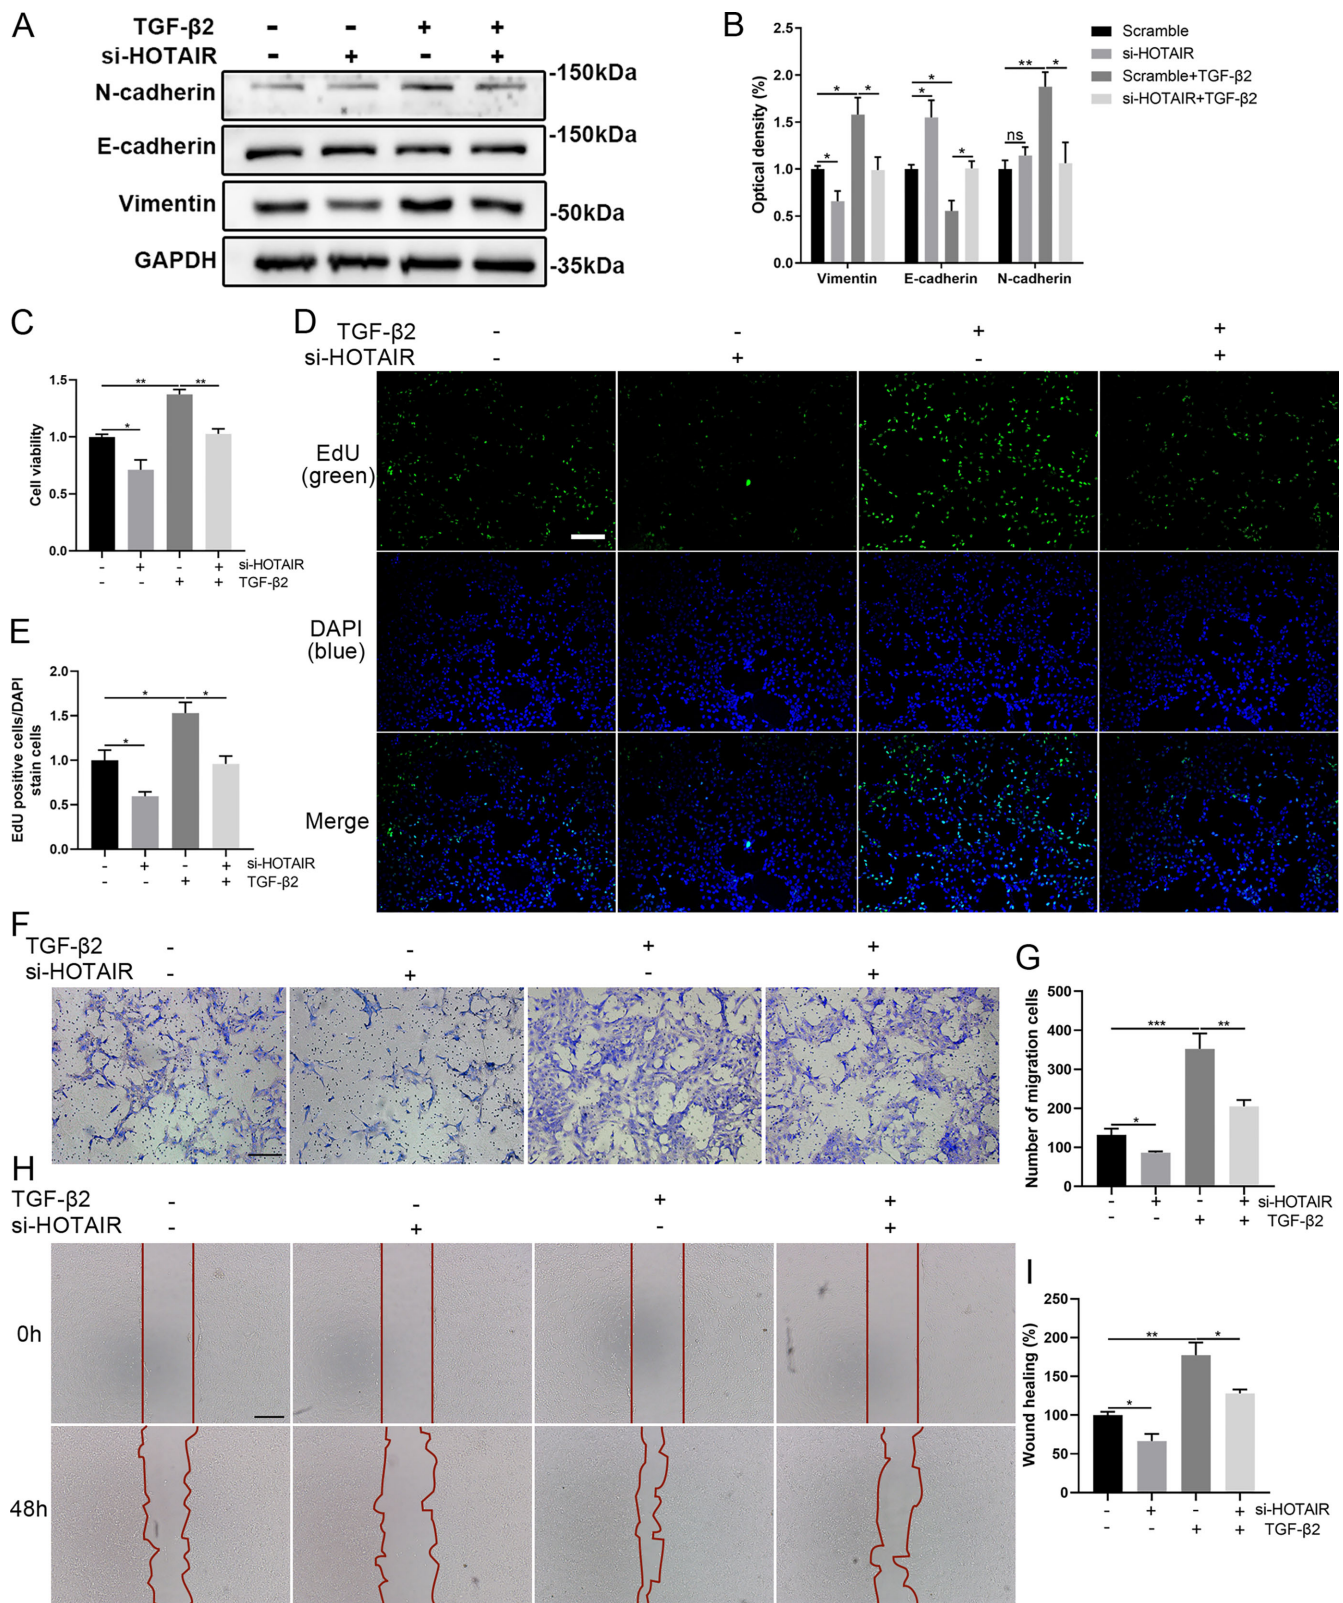 A
TGF-β2 - - + +
si-HOTAIR - + - +
N-cadherin -150kDa
E-cadherin -150kDa
Vimentin -50kDa
GAPDH -35kDa
B
Optical density (%)
2.5
2.0
1.5
1.0
0.5
0.0
* * * * * ns ** *
*
Vimentin E-cadherin N-cadherin
Scramble
si-HOTAIR
Scramble+TGF-β2
si-HOTAIR+TGF-β2
C
Cell viability
1.5
1.0
0.5
0.0
** **
*
- + - + si-HOTAIR
- - + + TGF-β2
D
TGF-β2 - - + +
si-HOTAIR - + - +
EdU
(green)
DAPI
(blue)
Merge
E
EdU positive cells/DAPI
stain cells
2.0
1.5
1.0
0.5
0.0
* *
*
- + - + si-HOTAIR
- - + + TGF-β2
F
TGF-β2 - - + +
si-HOTAIR - + - +
G
Number of migration cells
500
400
300
200
100
0
*** **
*
- + - + si-HOTAIR
- - + + TGF-β2
H
TGF-β2 - - + +
si-HOTAIR - + - +
0h
48h
I
Wound healing (%)
250
200
150
100
50
0
** *
*
- + - + si-HOTAIR
- - + + TGF-β2